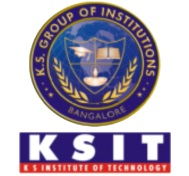 K.S. GROUP OF INSTITUTIONS
BANGALORE
KSIT
K S INSTITUTE OF TECHNOLOGY